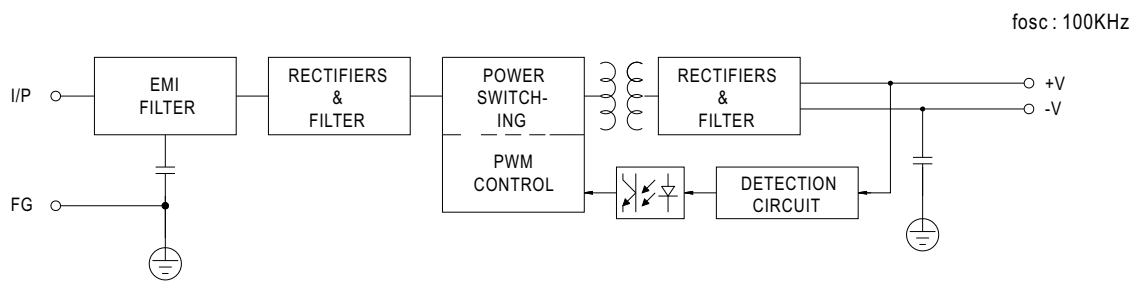 fosc : 100KHz
I/P
EMI
FILTER
RECTIFIERS
&
FILTER
POWER
SWITCH-
ING
PWM
CONTROL
RECTIFIERS
&
FILTER
+V
-V
DETECTION
CIRCUIT
FG